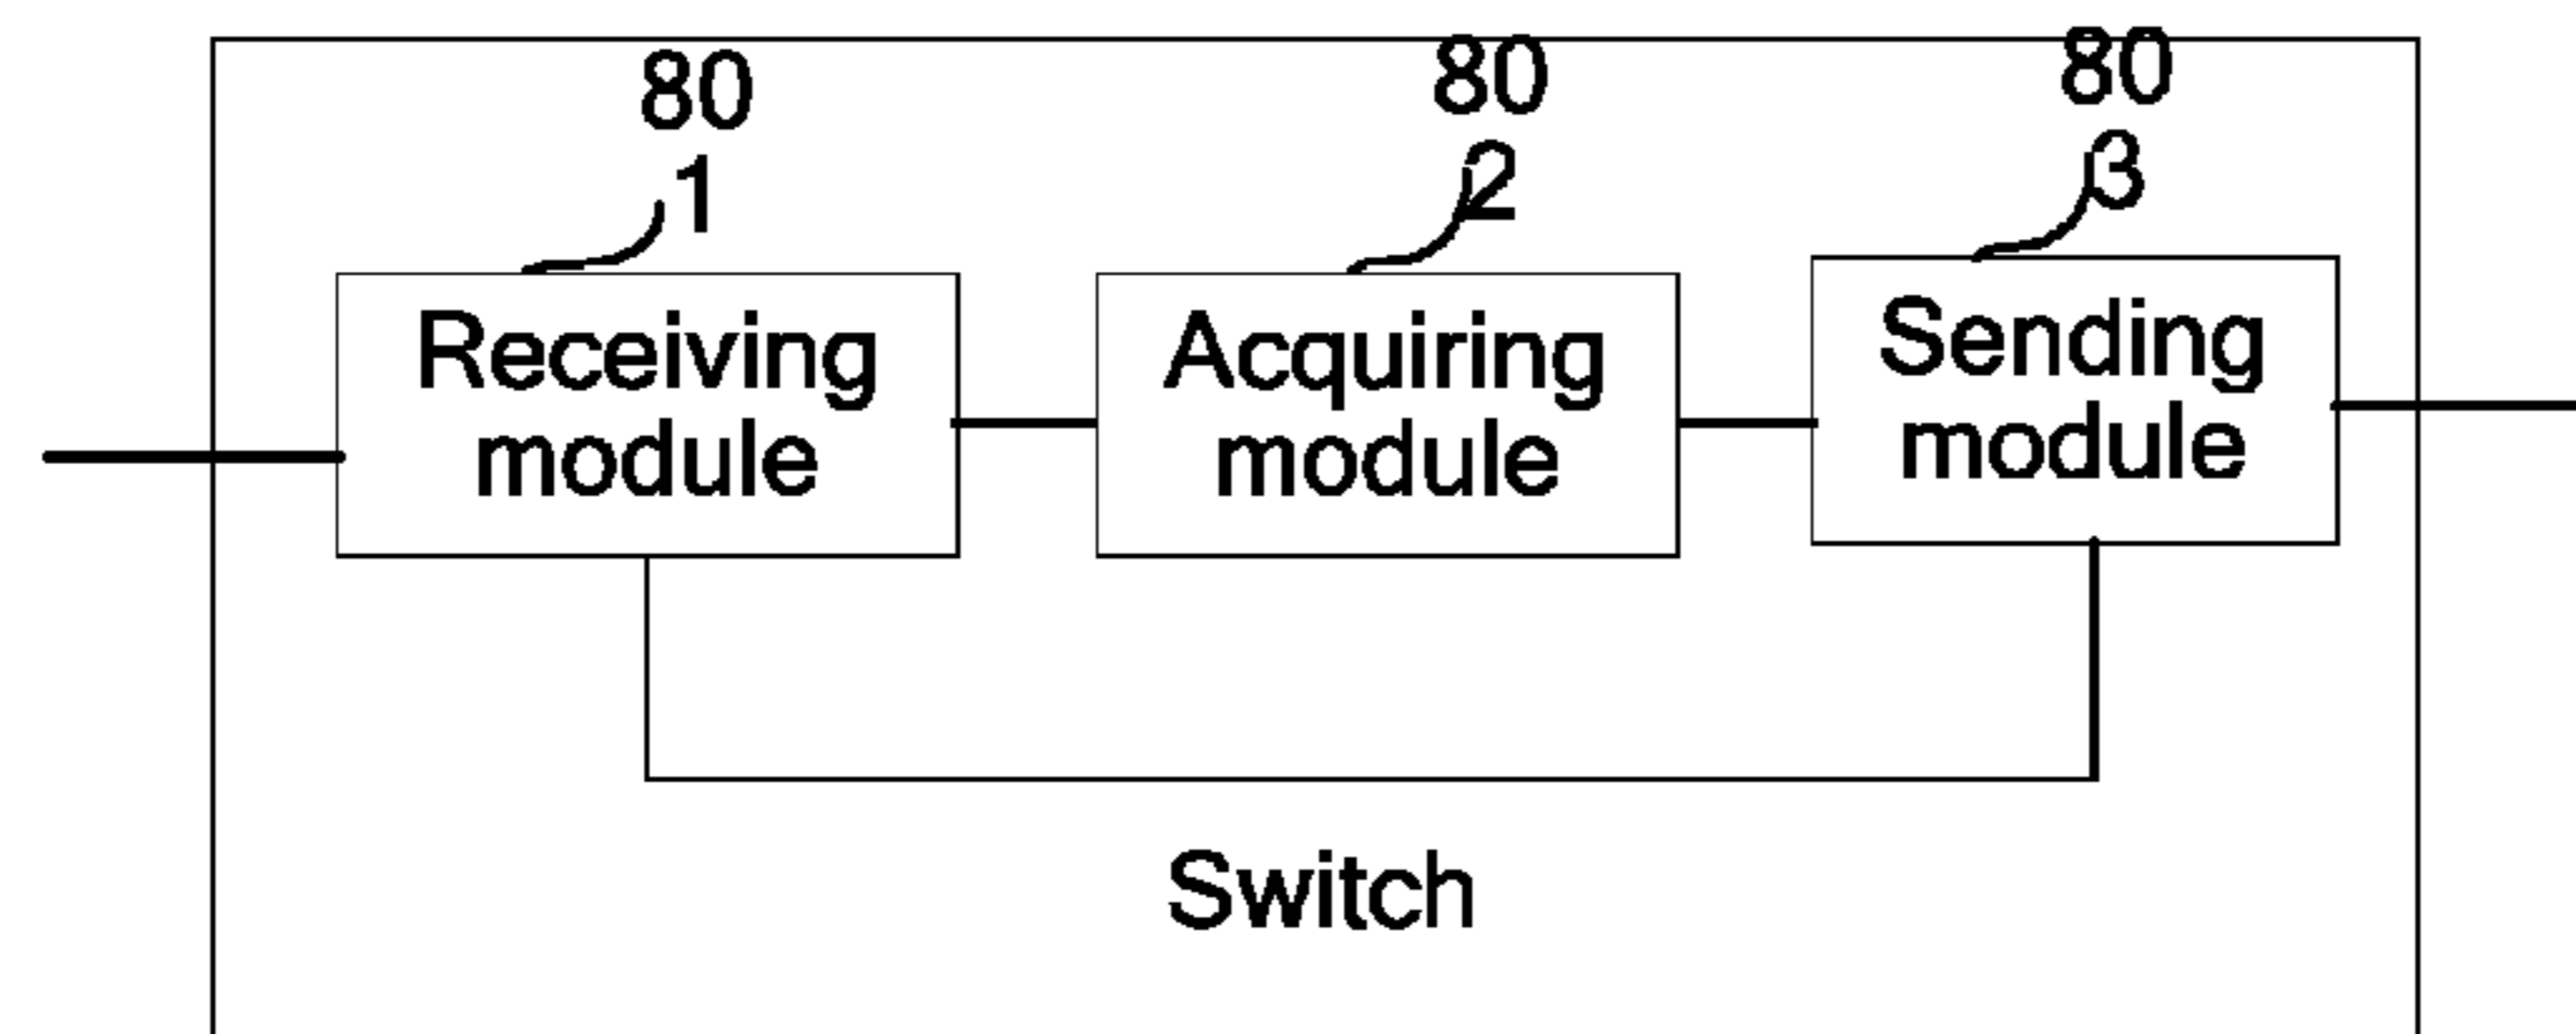 80
1
80
2
80
3
Receiving
module
Acquiring
module
Sending
module
Switch